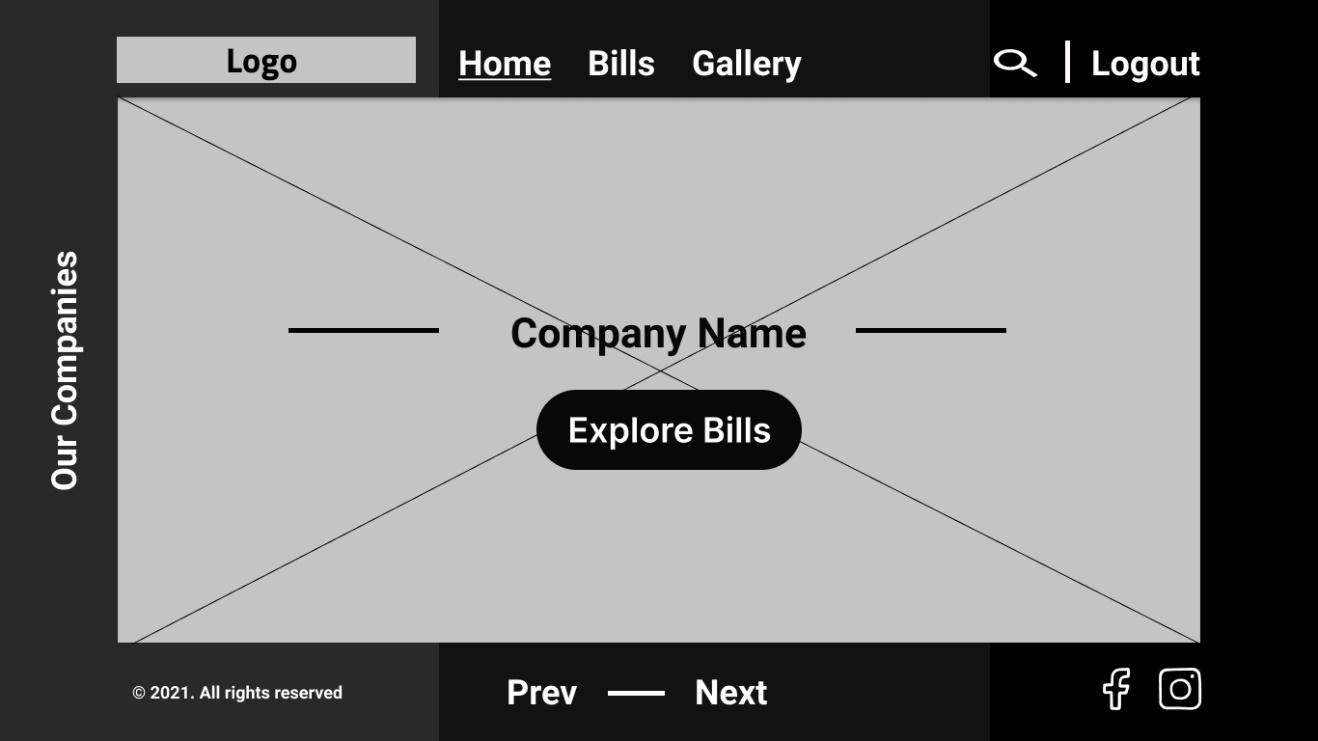 Logo
Home Bills Gallery
Logout
Our Companies
Company Name
Explore Bills
© 2021. All rights reserved
Prev
Next